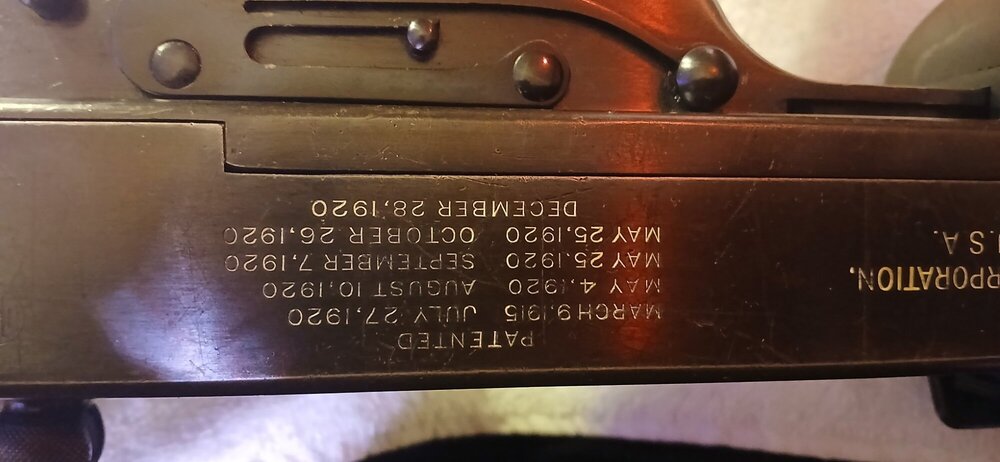 RPORATION,
.S A.
PATENTED
MARCH 9,1915 JULY 27,1920
MAY 4,1920 AUGUST 10,1920
MAY 25,1920 SEPTEMBER 7,1920
MAY 25,1920 OCTOBER 26,1920
DECEMBER 28,1920